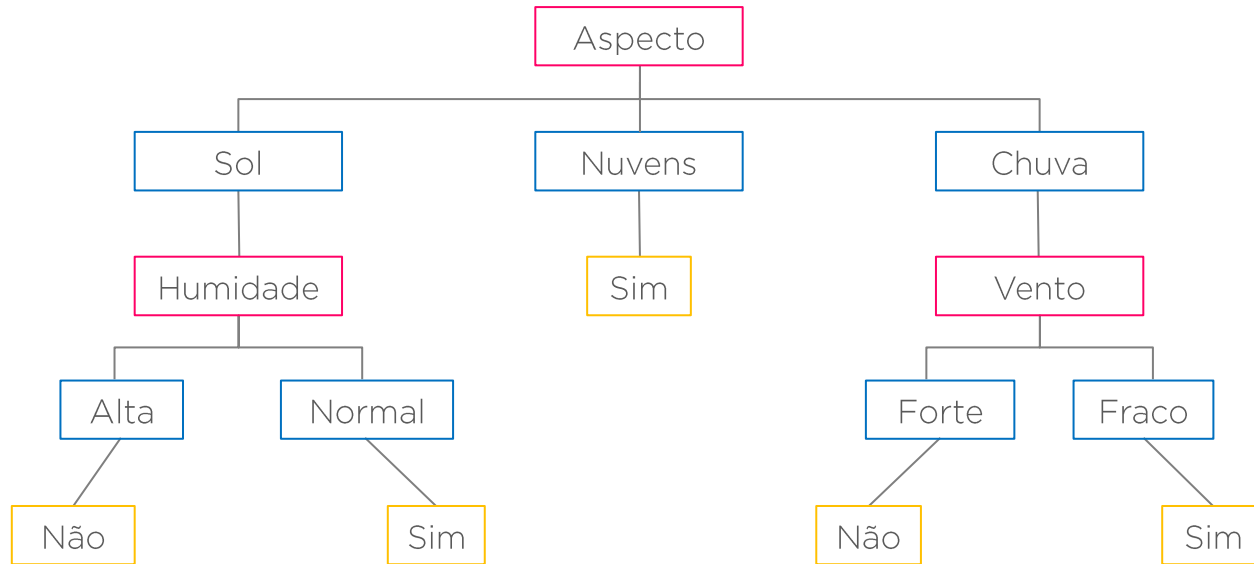 Aspecto
Sol
Nuvens
Chuva
Humidade
Sim
Vento
Alta
Normal
Forte
Fraco
Não
Sim
Não
Sim